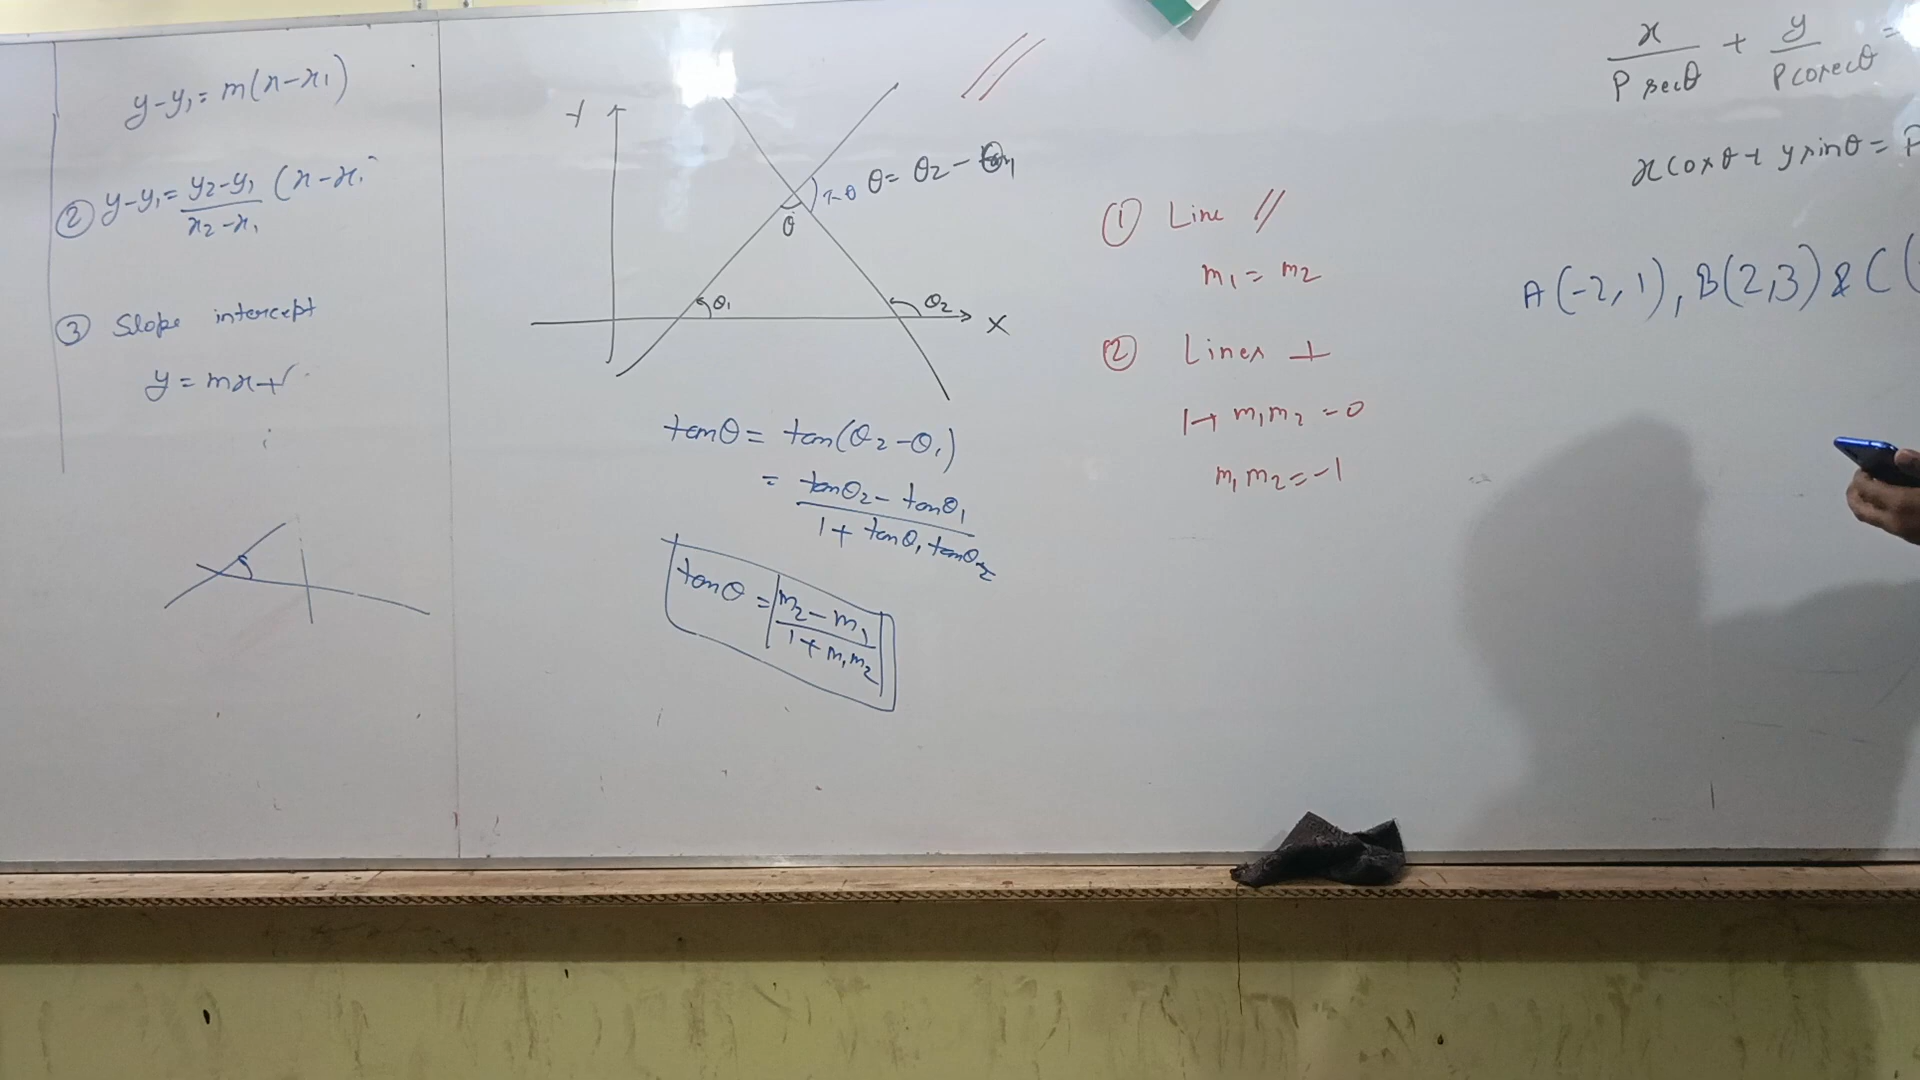 y-y₁ = m(x-x₁)
② y-y₁ = y₂-y₁ / x₂-x₁ (x-x₁
③ Slope intercept
y = mx+
Y
θ = θ₂ - θ₁
π-θ
θ
θ₁
θ₂
X
tanθ = tan(θ₂-θ₁)
= tanθ₂ - tanθ₁ / 1 + tanθ₁ tanθ₂
tanθ = |m₂ - m₁ / 1 + m₁m₂|
① Line //
m₁ = m₂
② Lines ⊥
1+ m₁m₂ = 0
m₁m₂ = -1
x / P secθ + y / P cosecθ =
x cosθ + y sinθ = P
A(-2,1), B(2,3) & C(